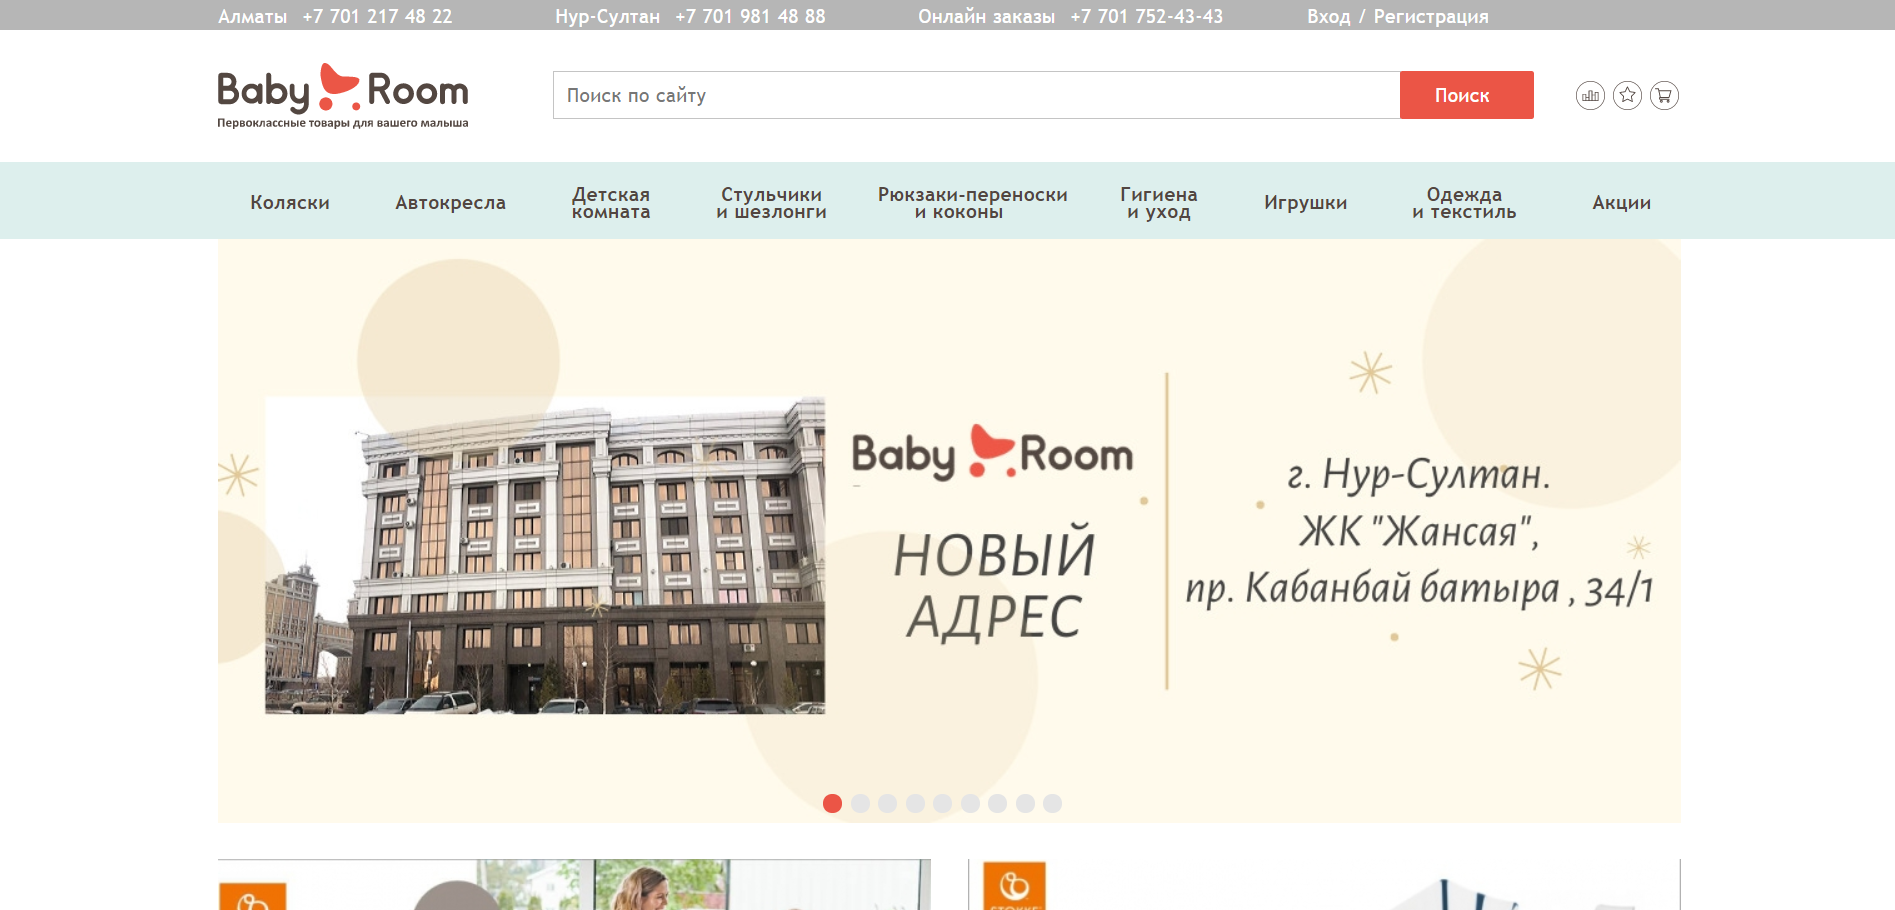 Алматы +7 701 217 48 22 Нур-Султан +7 701 981 48 88 Онлайн заказы +7 701 752-43-43 Вход / Регистрация
Baby Room
Первоклассные товары для вашего малыша
Поиск по сайту
Поиск
Коляски
Автокресла
Детская
комната
Стульчики
и шезлонги
Рюкзаки-переноски
и коконы
Гигиена
и уход
Игрушки
Одежда
и текстиль
Акции
Baby Room
НОВЫЙ
АДРЕС
г. Нур-Султан.
ЖК "Жансая",
пр. Кабанбай батыра , 34/1